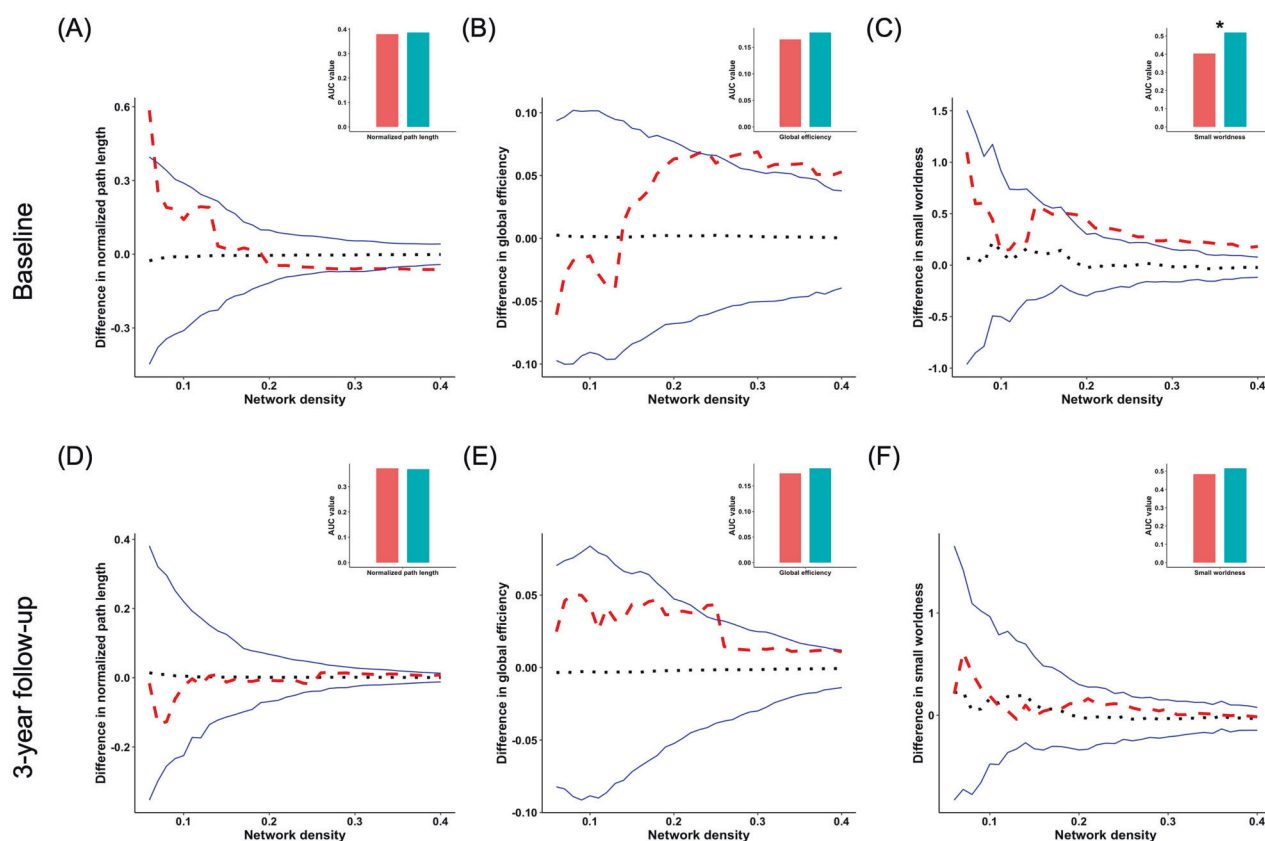 (A)
(B)
(C)
Baseline
Difference in normalized path length
0.6
0.3
0.0
-0.3
0.1
0.2
0.3
0.4
Network density
AUC value
0.4
0.3
0.2
0.1
0.0
Normalized path length
Difference in global efficiency
0.10
0.05
0.00
-0.05
-0.10
0.1
0.2
0.3
0.4
Network density
AUC value
0.15
0.10
0.05
0.00
Global efficiency
Difference in small worldness
1.5
1.0
0.5
0.0
-0.5
-1.0
0.1
0.2
0.3
0.4
Network density
AUC value
0.5
0.4
0.3
0.2
0.1
0.0
*
Small worldness
(D)
(E)
(F)
3-year follow-up
Difference in normalized path length
0.4
0.2
0.0
-0.2
0.1
0.2
0.3
0.4
Network density
AUC value
0.3
0.2
0.1
0.0
Normalized path length
Difference in global efficiency
0.10
0.05
0.00
-0.05
-0.10
0.1
0.2
0.3
0.4
Network density
AUC value
0.15
0.10
0.05
0.00
Global efficiency
Difference in small worldness
1
0
0.1
0.2
0.3
0.4
Network density
AUC value
0.5
0.4
0.3
0.2
0.1
0.0
Small worldness